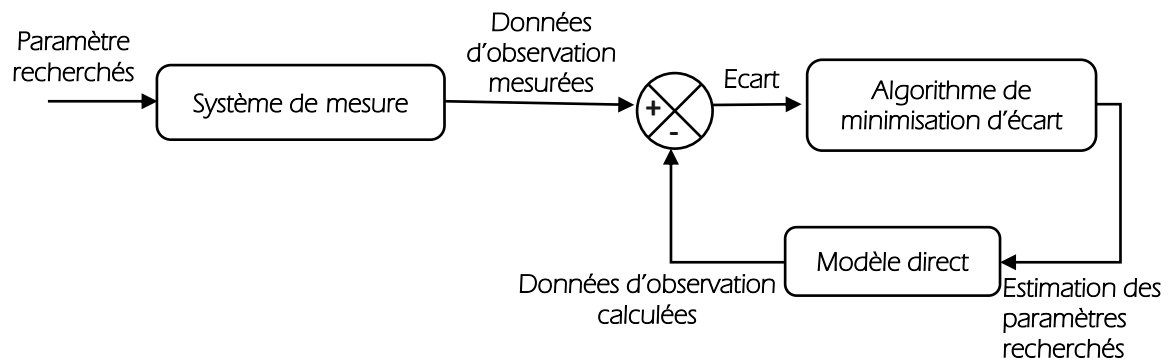 Paramètre
recherchés
Système de mesure
Données
d'observation
mesurées
+
-
Ecart
Algorithme de
minimisation d'écart
Modèle direct
Données d'observation
calculées
Estimation des
paramètres
recherchés